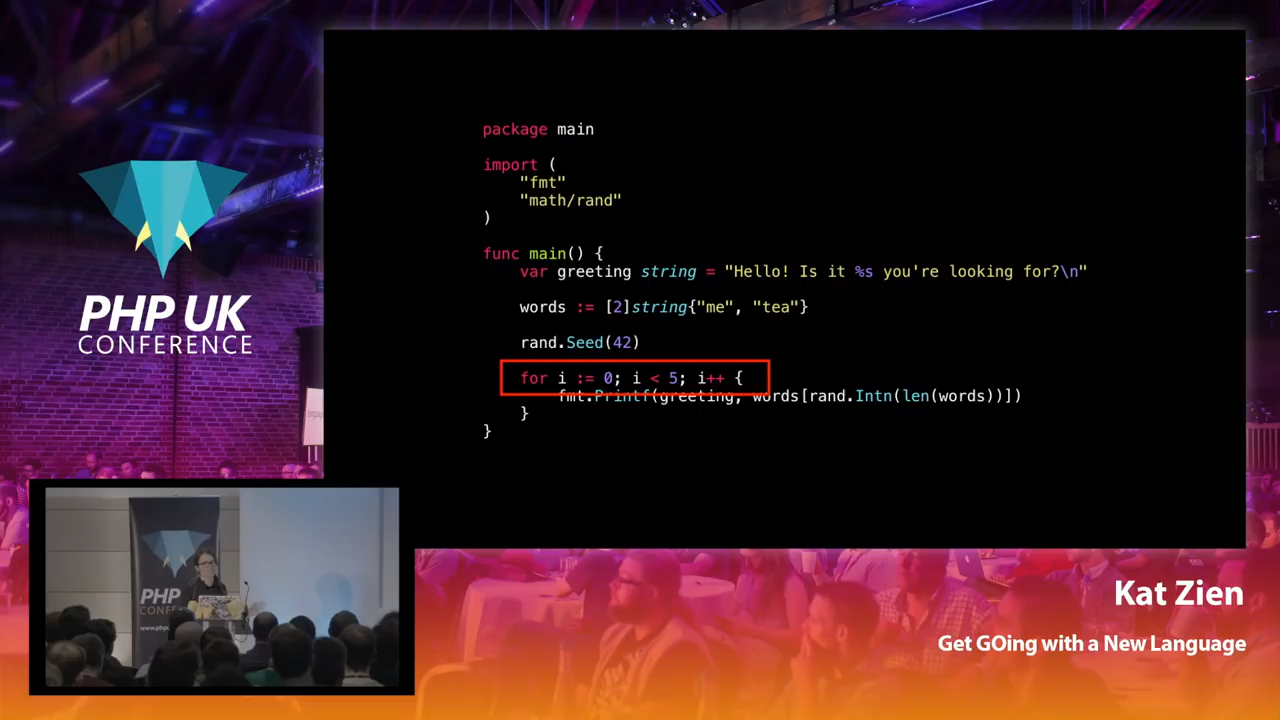 PHP UK
CONFERENCE
package main
import (
"fmt"
"math/rand"
)
func main() {
var greeting string = "Hello! Is it %s you're looking for?\n"
words := [2]string{"me", "tea"}
rand.Seed(42)
for i := 0; i < 5; i++ {
fmt.Printf(greeting, words[rand.Intn(len(words))])
}
}
PHP
Kat Zien
Get GOing with a New Language